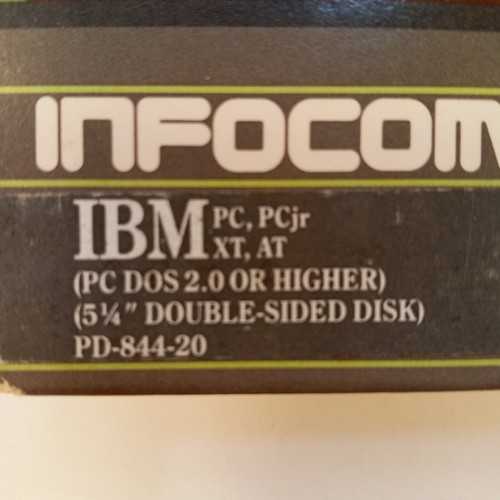 INFOCOM
IBM PC, PCjr
XT, AT
(PC DOS 2.0 OR HIGHER)
(5¼" DOUBLE-SIDED DISK)
PD-844-20